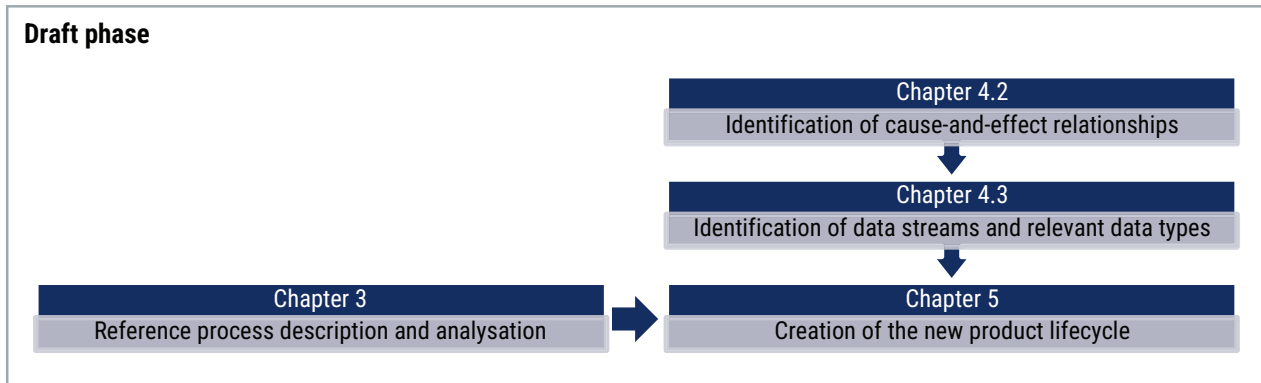 Draft phase
Chapter 4.2
Identification of cause-and-effect relationships
Chapter 4.3
Identification of data streams and relevant data types
Chapter 3
Reference process description and analysation
Chapter 5
Creation of the new product lifecycle